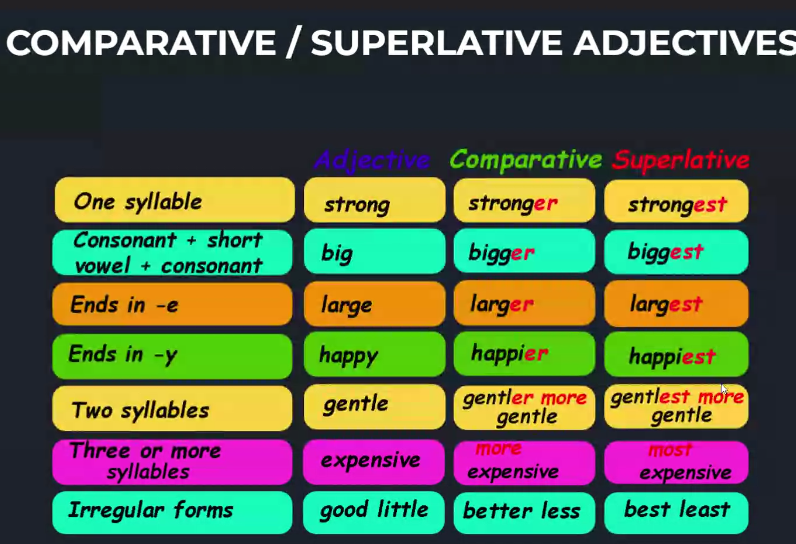 COMPARATIVE / SUPERLATIVE ADJECTIVES
Adjective Comparative Superlative
One syllable strong stronger strongest
Consonant + short
vowel + consonant
big bigger biggest
Ends in -e large larger largest
Ends in -y happy happier happiest
Two syllables gentle
gentler more
gentle
gentlest more
gentle
Three or more
syllables
expensive
more
expensive
most
expensive
Irregular forms good little better less best least